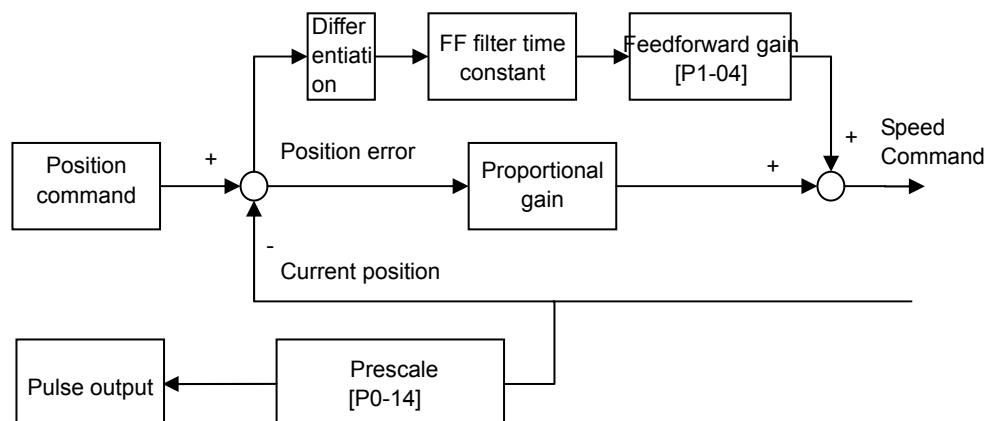 Differ
entiati
on
FF filter time
constant
Feedforward gain
[P1-04]
Position
command
+
Position error
Proportional
gain
+
+
Speed
Command
-
Current position
Pulse output
Prescale
[P0-14]